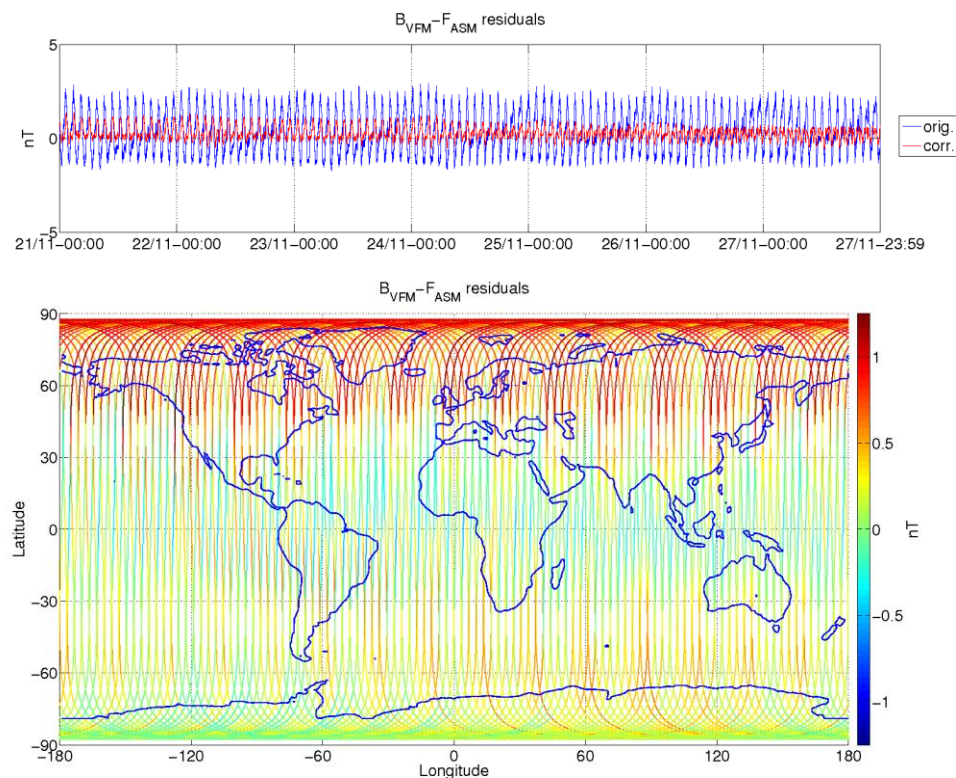 B_VFM−F_ASM residuals
5
0
−5
nT
21/11−00:00 22/11−00:00 23/11−00:00 24/11−00:00 25/11−00:00 26/11−00:00 27/11−00:00 27/11−23:59
orig.
corr.
B_VFM−F_ASM residuals
90
60
30
0
−30
−60
−90
Latitude
−180 −120 −60 0 60 120 180
Longitude
1
0.5
0
−0.5
−1
nT